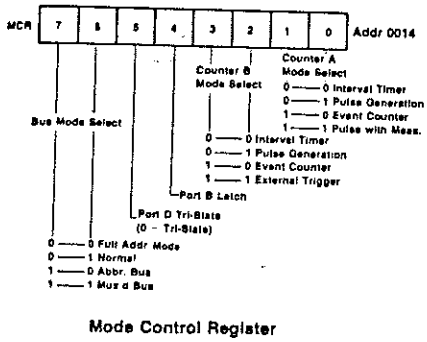 MCR 7 6 5 4 3 2 1 0 Addr 0014
Counter A
Mode Select
0 — 0 Interval Timer
0 — 1 Pulse Generation
1 — 0 Event Counter
1 — 1 Pulse with Meas.
Counter B
Mode Select
0 — 0 Interval Timer
0 — 1 Pulse Generation
1 — 0 Event Counter
1 — 1 External Trigger
Port B Latch
Port D Tri-State
(0 - Tri-State)
Bus Mode Select
0 — 0 Full Addr Mode
0 — 1 Normal
1 — 0 Abbr. Bus
1 — 1 Mux'd Bus
Mode Control Register